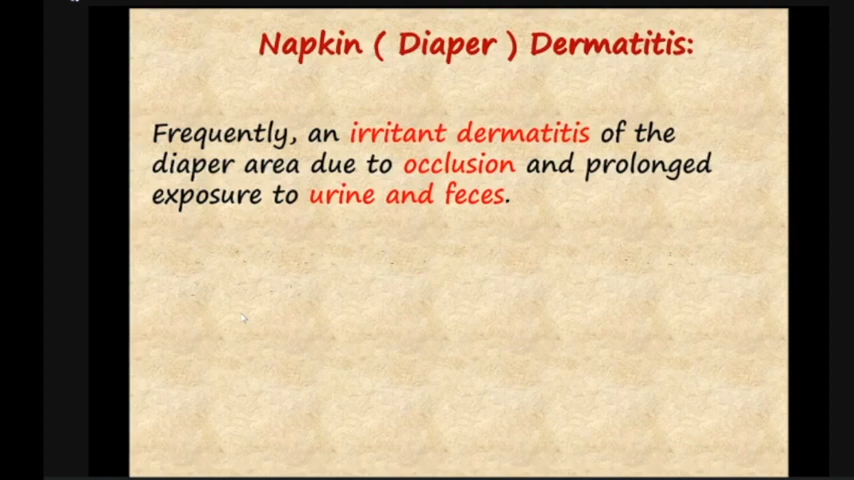 Napkin ( Diaper ) Dermatitis:
Frequently, an irritant dermatitis of the
diaper area due to occlusion and prolonged
exposure to urine and feces.